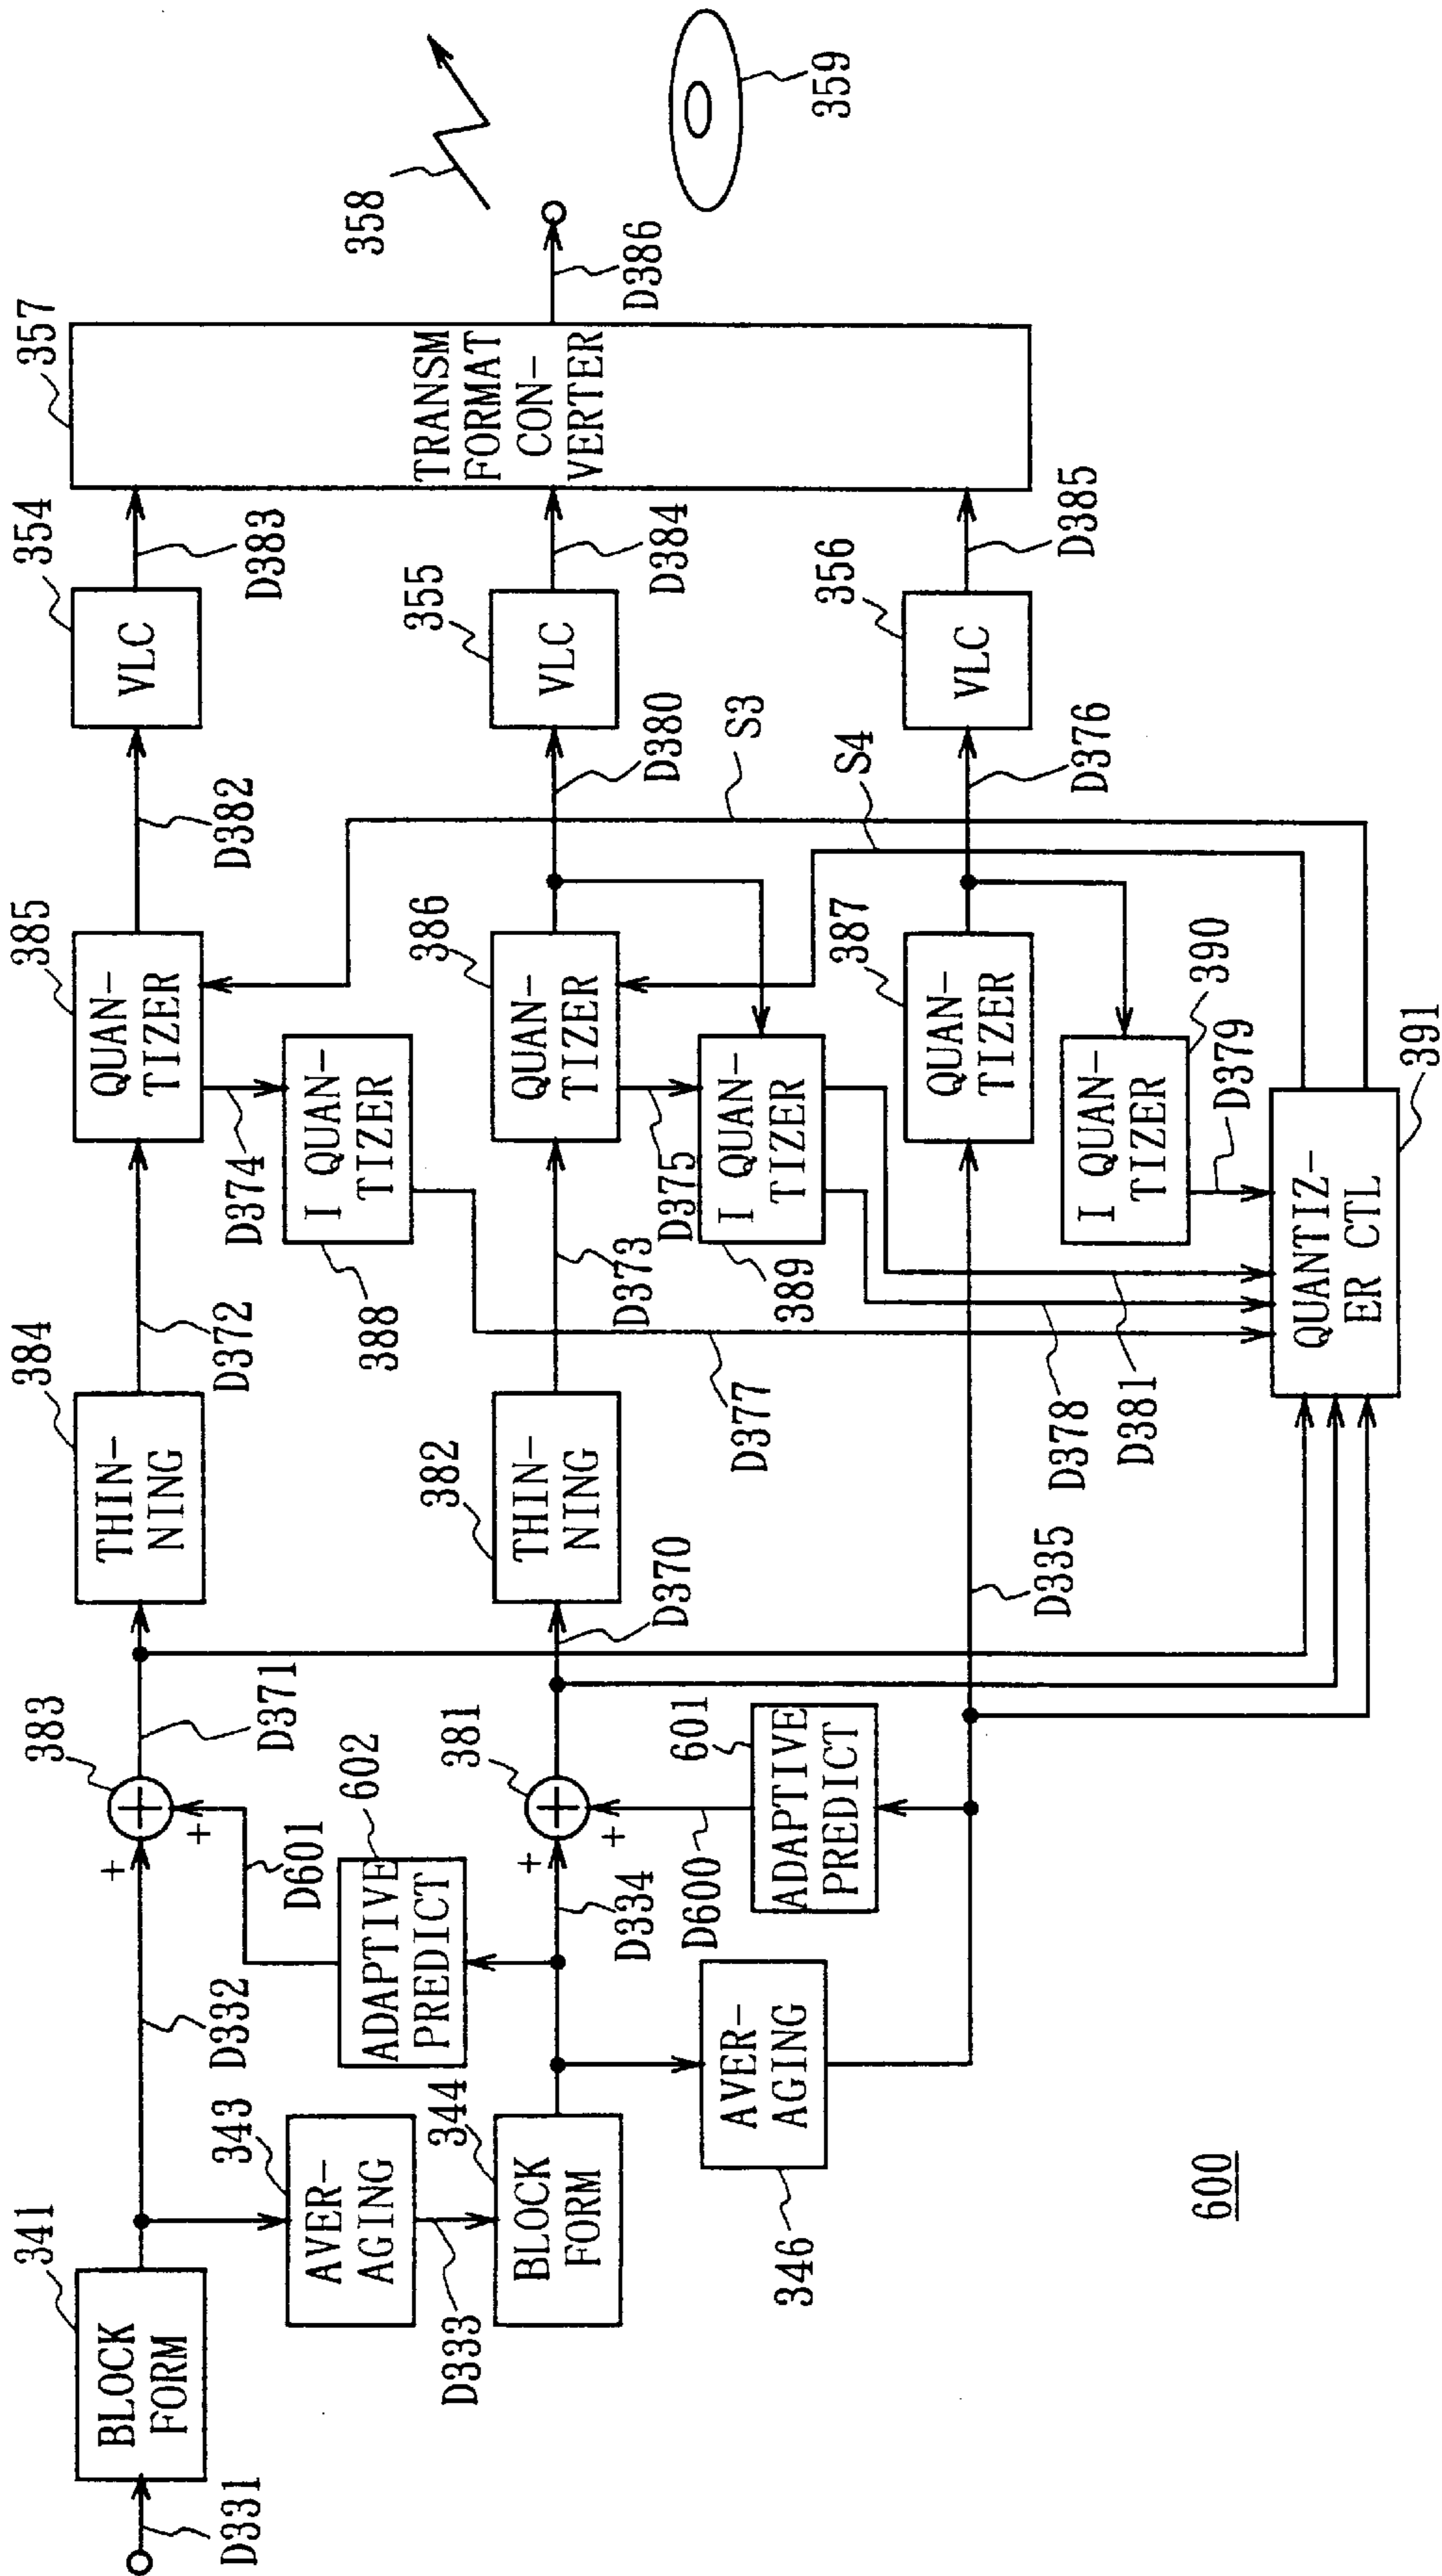 D331
341
BLOCK
FORM
D332
343
AVER-
AGING
D333
344
BLOCK
FORM
346
AVER-
AGING
602
ADAPTIVE
PREDICT
D601
D334
D600
601
ADAPTIVE
PREDICT
+
+
383
D371
+
+
381
D370
D335
384
THIN-
NING
D372
382
THIN-
NING
D373
D377
D378
D381
385
QUAN-
TIZER
D374
388
I QUAN-
TIZER
386
QUAN-
TIZER
D375
389
I QUAN-
TIZER
387
QUAN-
TIZER
390
I QUAN-
TIZER
D379
391
QUANTIZ-
ER CTL
D382
D380
S3
S4
D376
354
VLC
D383
355
VLC
D384
356
VLC
D385
357
TRANSM
FORMAT
CON-
VERTER
D386
358
359
600